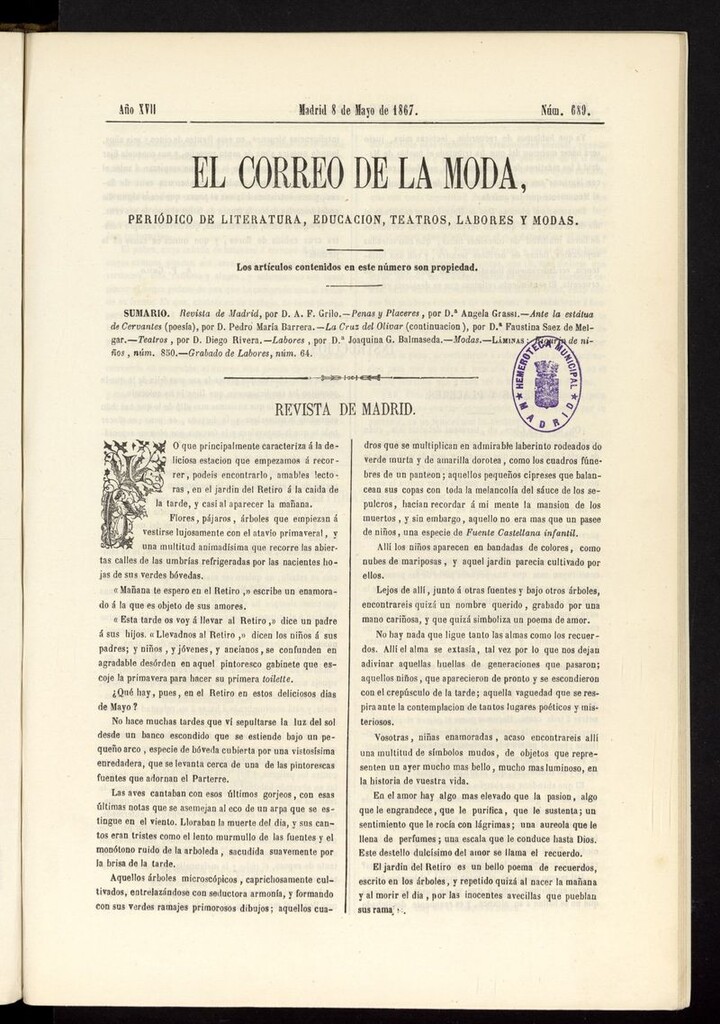 Año XVII
Madrid 8 de Mayo de 1867.
Núm. 689.
EL CORREO DE LA MODA,
PERIÓDICO DE LITERATURA, EDUCACION, TEATROS, LABORES Y MODAS.
Los artículos contenidos en este número son propiedad.
SUMARIO. Revista de Madrid, por D. A. F. Grilo.—Penas y Placeres, por D.ª Angela Grassi.—Ante la estátua
de Cervantes (poesía), por D. Pedro María Barrera.—La Cruz del Olivar (continuacion), por D.ª Faustina Saez de Mel-
gar.—Teatros, por D. Diego Rivera.—Labores, por D.ª Joaquina G. Balmaseda.—Modas.—LÁMINAS: Figurin de ni-
ños, núm. 850.—Grabado de Labores, núm. 64.
HEMEROTECA MUNICIPAL
MADRID
REVISTA DE MADRID.
LO que principalmente caracteriza á la de-
liciosa estacion que empezamos á recor-
rer, podeis encontrarlo, amables lecto-
ras, en el jardin del Retiro á la caida de
la tarde, y casi al aparecer la mañana.
Flores, pájaros, árboles que empiezan á
vestirse lujosamente con el atavio primaveral, y
una multitud animadísima que recorre las abier-
tas calles de las umbrías refrigeradas por las nacientes ho-
jas de sus verdes bóvedas.
«Mañana te espero en el Retiro,» escribe un enamora-
do á la que es objeto de sus amores.
«Esta tarde os voy á llevar al Retiro,» dice un padre
á sus hijos. «Llevadnos al Retiro,» dicen los niños á sus
padres; y niños, y jóvenes, y ancianos, se confunden en
agradable desórden en aquel pintoresco gabinete que es-
coje la primavera para hacer su primera toilette.
¿Qué hay, pues, en el Retiro en estos deliciosos dias
de Mayo?
No hace muchas tardes que ví sepultarse la luz del sol
desde un banco escondido que se estiende bajo un pe-
queño arco, especie de bóveda cubierta por una vistosísima
enredadera, que se levanta cerca de una de las pintorescas
fuentes que adornan el Parterre.
Las aves cantaban con esos últimos gorjeos, con esas
últimas notas que se asemejan al eco de un arpa que se es-
tingue en el viento. Lloraban la muerte del dia, y sus can-
tos eran tristes como el lento murmullo de las fuentes y el
monótono ruido de la arboleda, sacudida suavemente por
la brisa de la tarde.
Aquellos árboles microscópicos, caprichosamente cul-
tivados, entrelazándose con seductora armonía, y formando
con sus verdes ramajes primorosos dibujos; aquellos cua-
dros que se multiplican en admirable laberinto rodeados do
verde murta y de amarilla dorotea, como los cuadros fúne-
bres de un panteon; aquellos pequeños cipreses que balan-
cean sus copas con toda la melancolía del sáuce de los se-
pulcros, hacian recordar á mi mente la mansion de los
muertos, y sin embargo, aquello no era mas que un pasee
de niños, una especie de Fuente Castellana infantil.
Allí los niños aparecen en bandadas de colores, como
nubes de mariposas, y aquel jardin parecia cultivado por
ellos.
Lejos de allí, junto á otras fuentes y bajo otros árboles,
encontrareis quizá un nombre querido, grabado por una
mano cariñosa, y que quizá simboliza un poema de amor.
No hay nada que ligue tanto las almas como los recuer-
dos. Allí el alma se extasía, tal vez por lo que nos dejan
adivinar aquellas huellas de generaciones que pasaron;
aquellos niños, que aparecieron de pronto y se escondieron
con el crepúsculo de la tarde; aquella vaguedad que se res-
pira ante la contemplacion de tantos lugares poéticos y mis-
teriosos.
Vosotras, niñas enamoradas, acaso encontrareis allí
una multitud de símbolos mudos, de objetos que repre-
senten un ayer mucho mas bello, mucho mas luminoso, en
la historia de vuestra vida.
En el amor hay algo mas elevado que la pasion, algo
que le engrandece, que le purifica, que le sustenta; un
sentimiento que le rocía con lágrimas; una aureola que le
llena de perfumes; una escala que le conduce hasta Dios.
Este destello dulcísimo del amor se llama el recuerdo.
El jardin del Retiro es un bello poema de recuerdos,
escrito en los árboles, y repetido quizá al nacer la mañana
y al morir el dia, por las inocentes avecillas que pueblan
sus rama